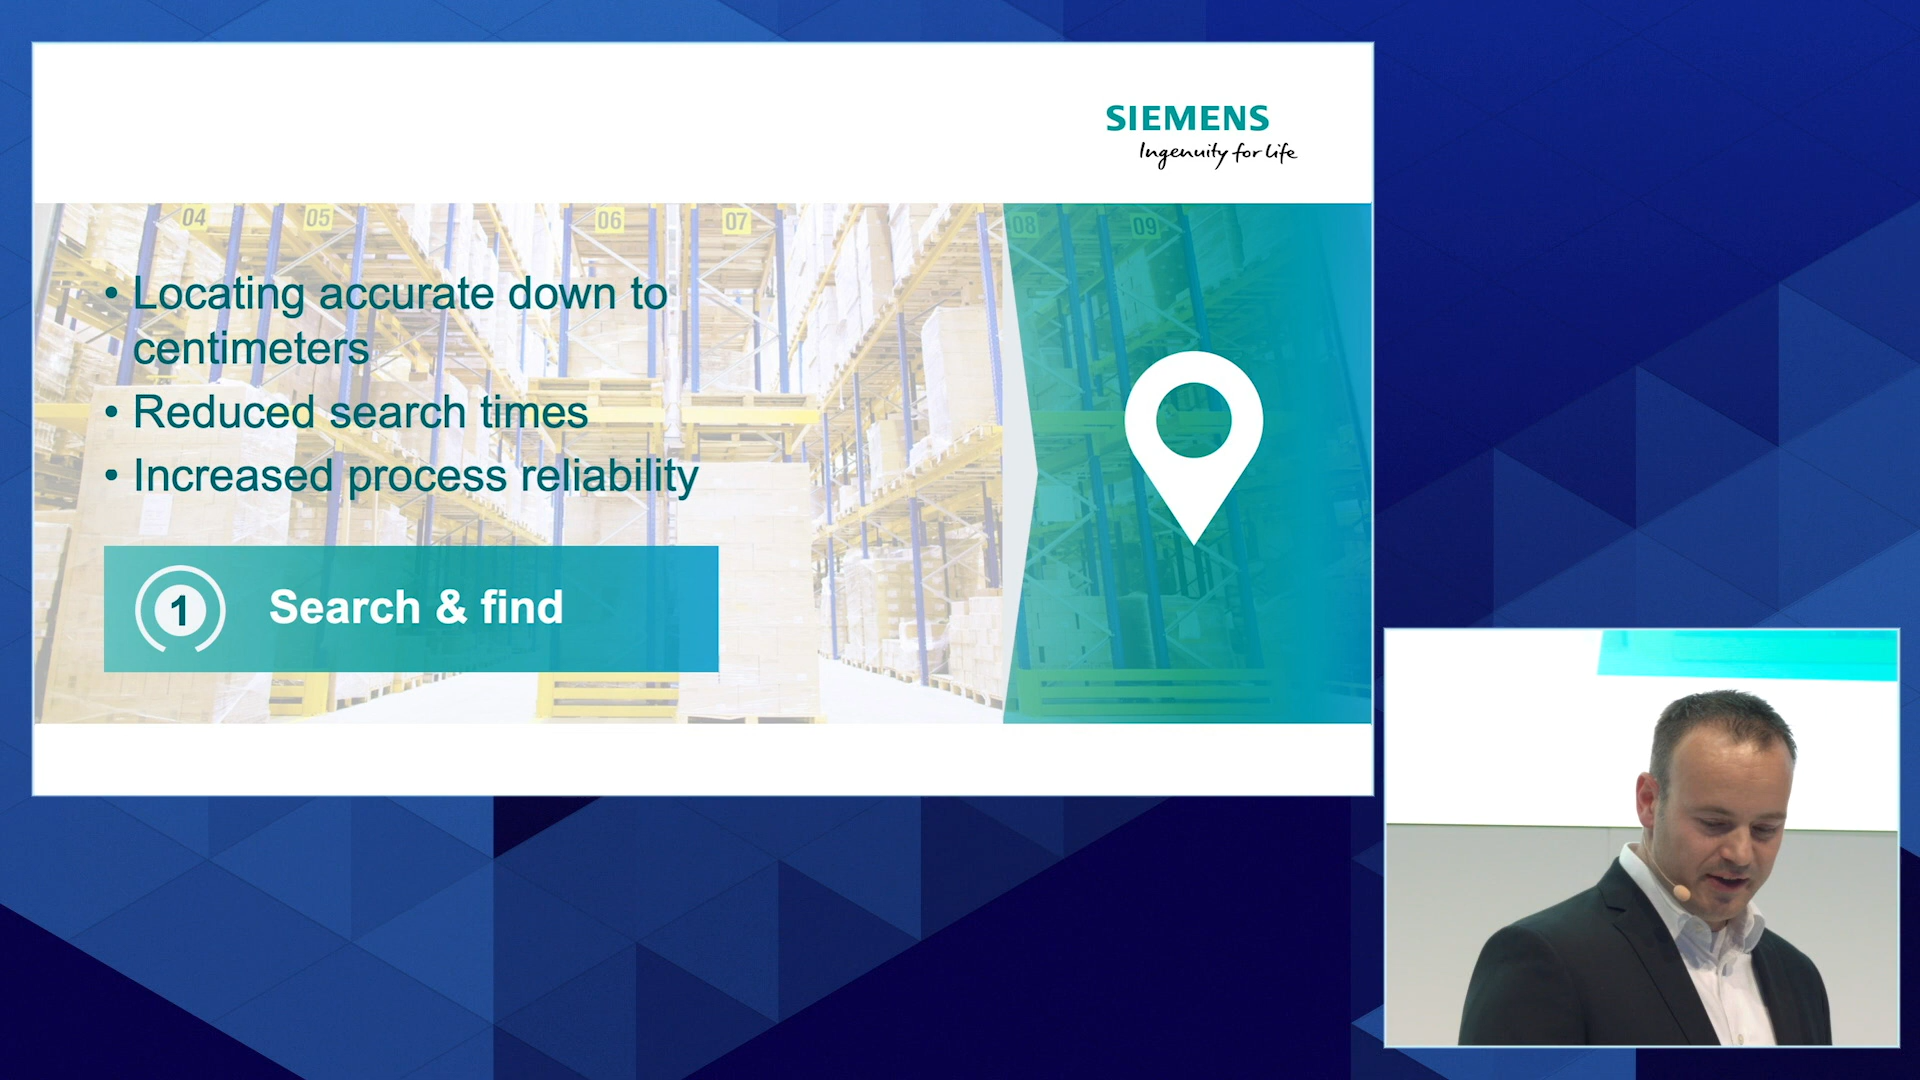 SIEMENS
Ingenuity for life
04 05 06 07 08 09
• Locating accurate down to
centimeters
• Reduced search times
• Increased process reliability
1 Search & find